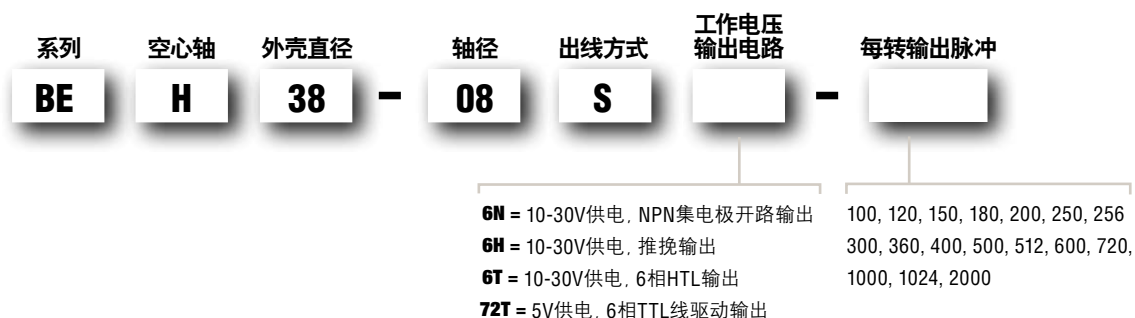 系列
空心轴
外壳直径
轴径
出线方式
工作电压
输出电路
每转输出脉冲
BE H 38 – 08 S –
6N = 10-30V供电, NPN集电极开路输出
6H = 10-30V供电, 推挽输出
6T = 10-30V供电, 6相HTL输出
72T = 5V供电, 6相TTL线驱动输出
100, 120, 150, 180, 200, 250, 256
300, 360, 400, 500, 512, 600, 720,
1000, 1024, 2000